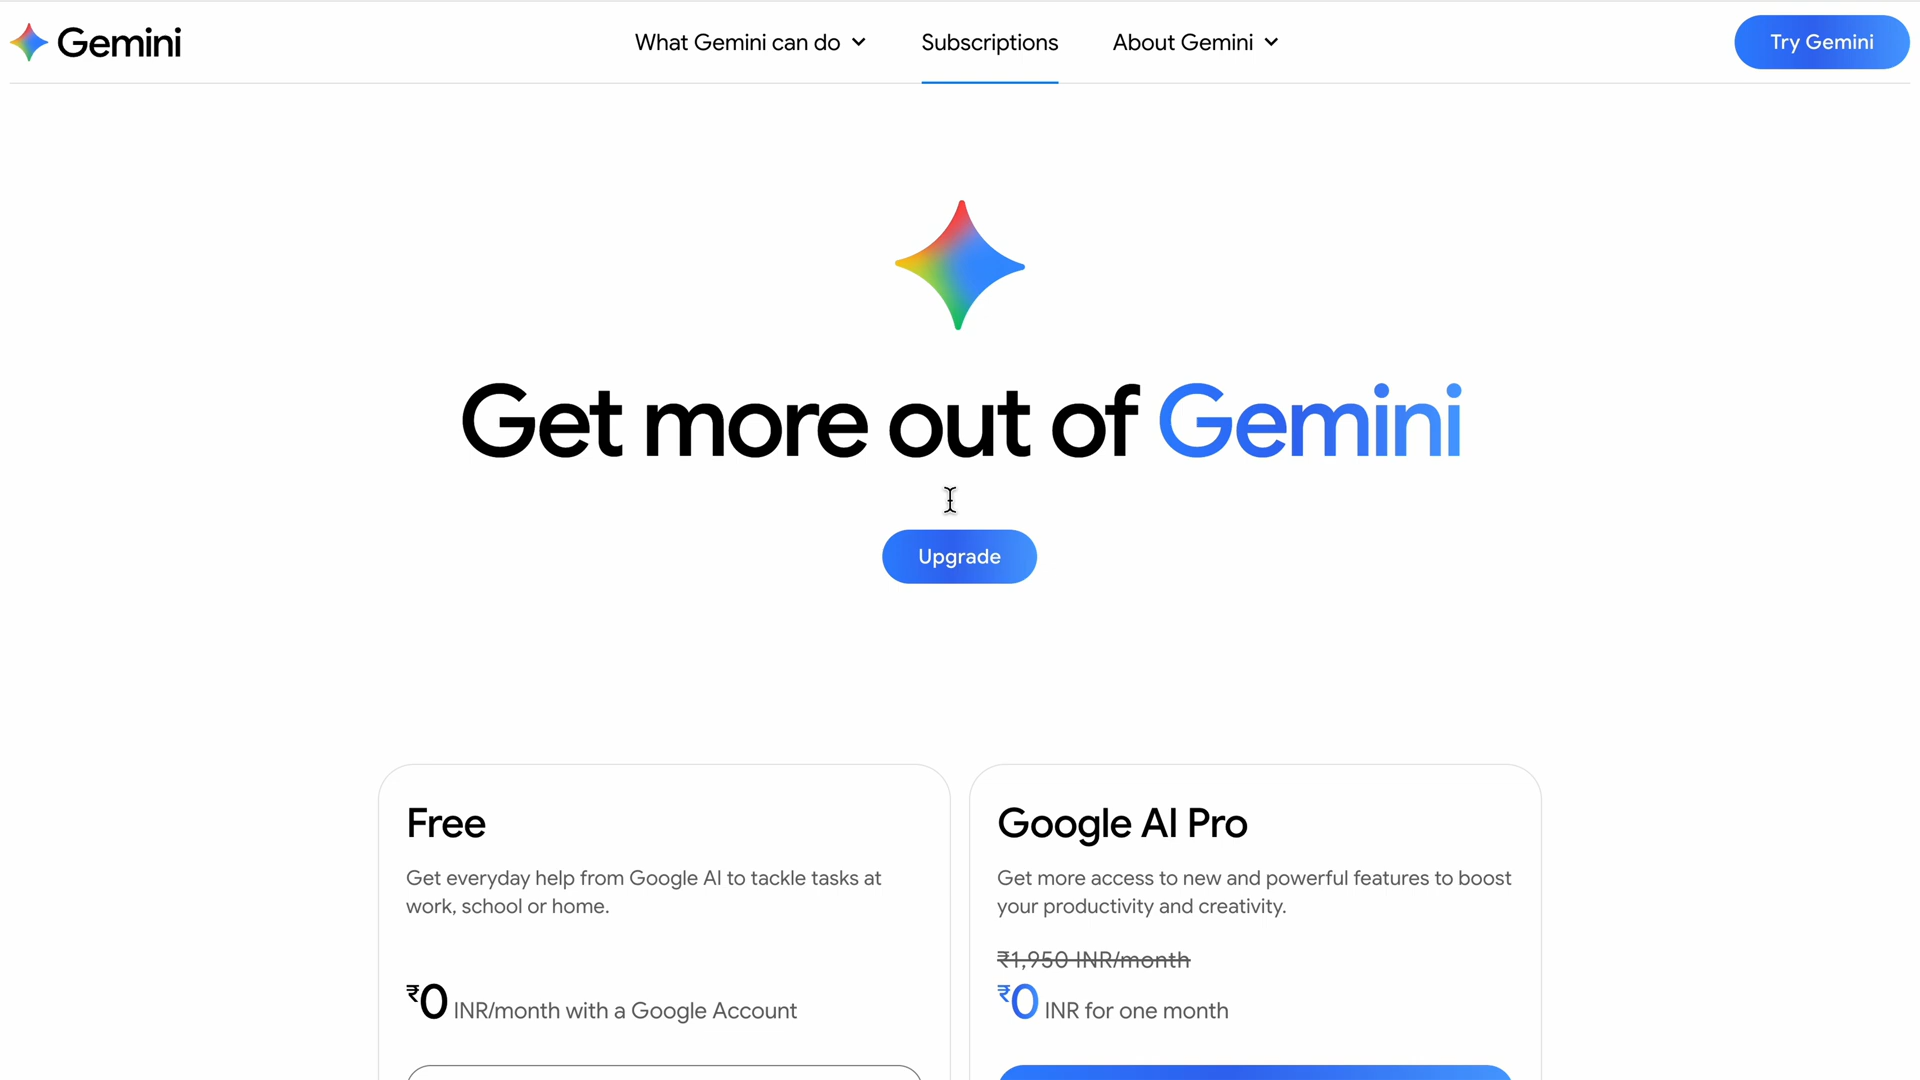 Gemini
What Gemini can do
Subscriptions
About Gemini
Try Gemini
Get more out of Gemini
Upgrade
Free
Get everyday help from Google AI to tackle tasks at
work, school or home.
₹0 INR/month with a Google Account
Google AI Pro
Get more access to new and powerful features to boost
your productivity and creativity.
₹1,950 INR/month
₹0 INR for one month